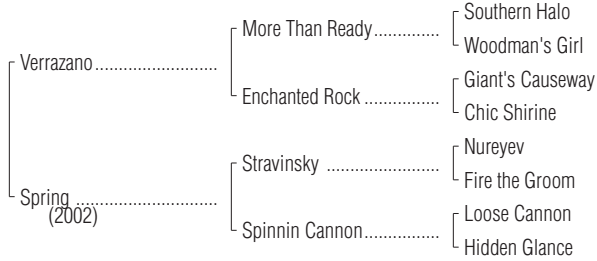 Southern Halo
More Than Ready..............
Woodman's Girl
Verrazano..........................
Giant's Causeway
Enchanted Rock ................
Chic Shirine
Nureyev
Stravinsky ........................
Fire the Groom
Spring ..............................
(2002)
Loose Cannon
Spinnin Cannon................
Hidden Glance